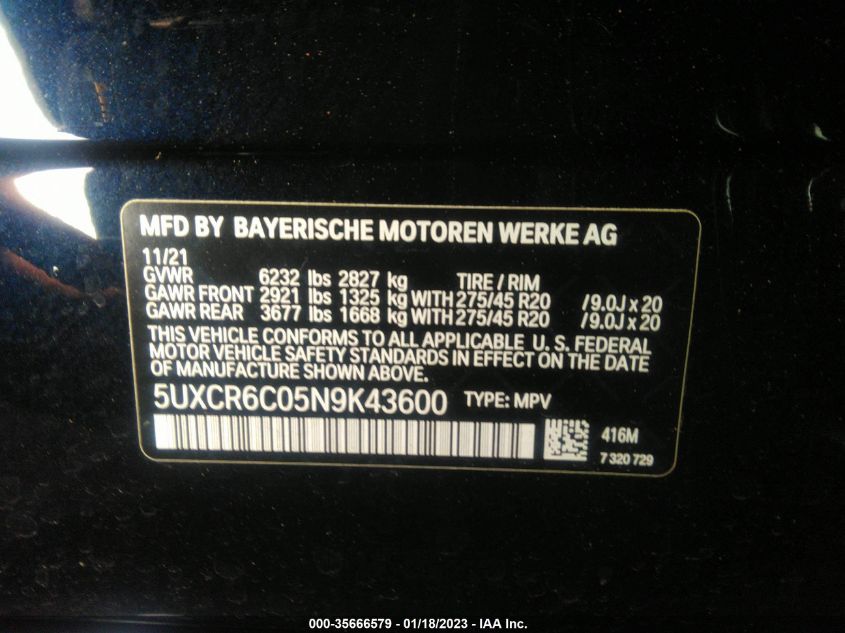 MFD BY BAYERISCHE MOTOREN WERKE AG
11/21
GVWR 6232 lbs 2827 kg TIRE / RIM
GAWR FRONT 2921 lbs 1325 kg WITH 275/45 R20 /9.0J x 20
GAWR REAR 3677 lbs 1668 kg WITH 275/45 R20 /9.0J x 20
THIS VEHICLE CONFORMS TO ALL APPLICABLE U. S. FEDERAL
MOTOR VEHICLE SAFETY STANDARDS IN EFFECT ON THE DATE
OF MANUFACTURE SHOWN ABOVE.
5UXCR6C05N9K43600 TYPE: MPV
416M
7 320 729
000-35666579 - 01/18/2023 - IAA Inc.